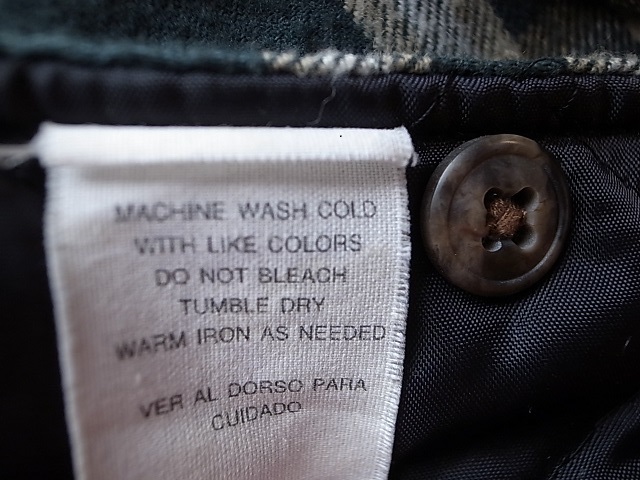 MACHINE WASH COLD
WITH LIKE COLORS
DO NOT BLEACH
TUMBLE DRY
WARM IRON AS NEEDED
VER AL DORSO PARA
CUIDADO